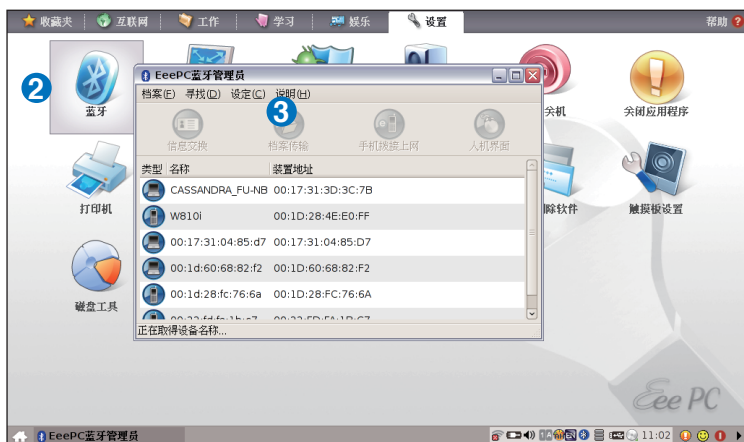 收藏夹 互联网 工作 学习 娱乐 设置 帮助
2
蓝牙
EeePC蓝牙管理员
档案(F) 寻找(D) 设定(C) 说明(H)
3
信息交换 档案传输 手机拨接上网 人机界面
关机 关闭应用程序
类型 名称 装置地址
CASSANDRA_FU-NB 00:17:31:3D:3C:7B
W810i 00:1D:28:4E:E0:FF
00:17:31:04:85:d7 00:17:31:04:85:D7
00:1d:60:68:82:f2 00:1D:60:68:82:F2
00:1d:28:fc:76:6a 00:1D:28:FC:76:6A
正在取得设备名称...
打印机 除软件 触摸板设置
磁盘工具
Eee PC
EeePC蓝牙管理员 11:02